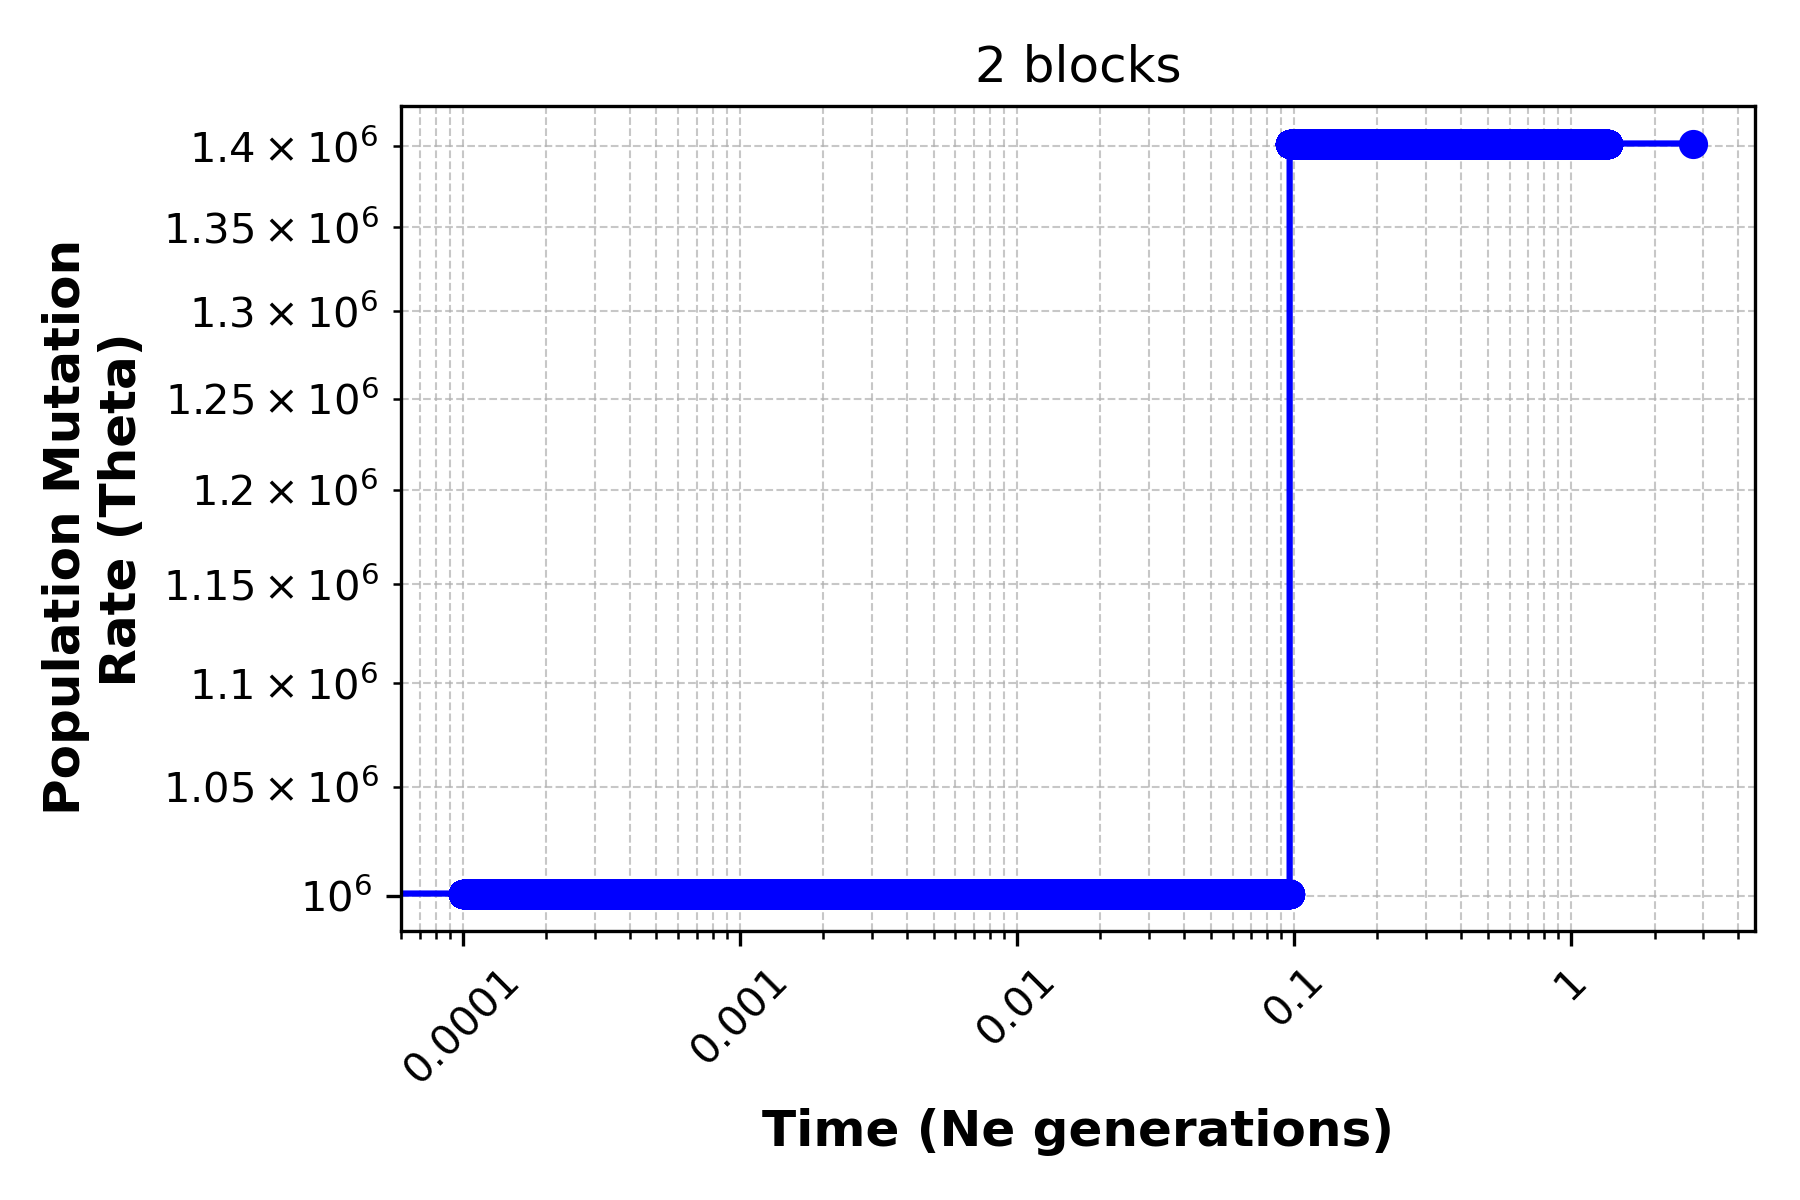 2 blocks
Population Mutation
Rate (Theta)
1.4 × 10⁶
1.35 × 10⁶
1.3 × 10⁶
1.25 × 10⁶
1.2 × 10⁶
1.15 × 10⁶
1.1 × 10⁶
1.05 × 10⁶
10⁶
0.0001 0.001 0.01 0.1 1
Time (Ne generations)